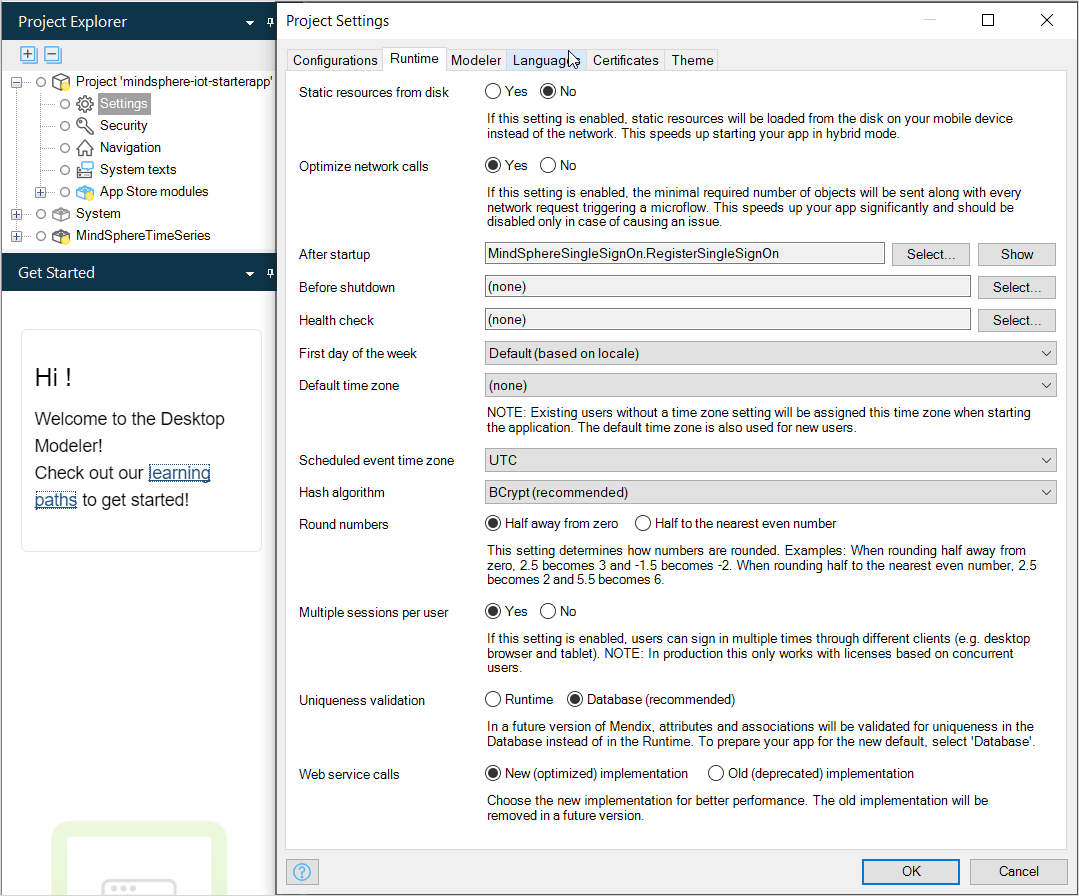 Project Explorer
Project 'mindsphere-iot-starterapp'
Settings
Security
Navigation
System texts
App Store modules
System
MindSphereTimeSeries
Get Started
Hi !
Welcome to the Desktop
Modeler!
Check out our learning
paths to get started!
Project Settings
Configurations Runtime Modeler Languages Certificates Theme
Static resources from disk Yes No
If this setting is enabled, static resources will be loaded from the disk on your mobile device
instead of the network. This speeds up starting your app in hybrid mode.
Optimize network calls Yes No
If this setting is enabled, the minimal required number of objects will be sent along with every
network request triggering a microflow. This speeds up your app significantly and should be
disabled only in case of causing an issue.
After startup MindSphereSingleSignOn.RegisterSingleSignOn Select... Show
Before shutdown (none) Select...
Health check (none) Select...
First day of the week Default (based on locale)
Default time zone (none)
NOTE: Existing users without a time zone setting will be assigned this time zone when starting
the application. The default time zone is also used for new users.
Scheduled event time zone UTC
Hash algorithm BCrypt (recommended)
Round numbers Half away from zero Half to the nearest even number
This setting determines how numbers are rounded. Examples: When rounding half away from
zero, 2.5 becomes 3 and -1.5 becomes -2. When rounding half to the nearest even number, 2.5
becomes 2 and 5.5 becomes 6.
Multiple sessions per user Yes No
If this setting is enabled, users can sign in multiple times through different clients (e.g. desktop
browser and tablet). NOTE: In production this only works with licenses based on concurrent
users.
Uniqueness validation Runtime Database (recommended)
In a future version of Mendix, attributes and associations will be validated for uniqueness in the
Database instead of in the Runtime. To prepare your app for the new default, select 'Database'.
Web service calls New (optimized) implementation Old (deprecated) implementation
Choose the new implementation for better performance. The old implementation will be
removed in a future version.
? OK Cancel